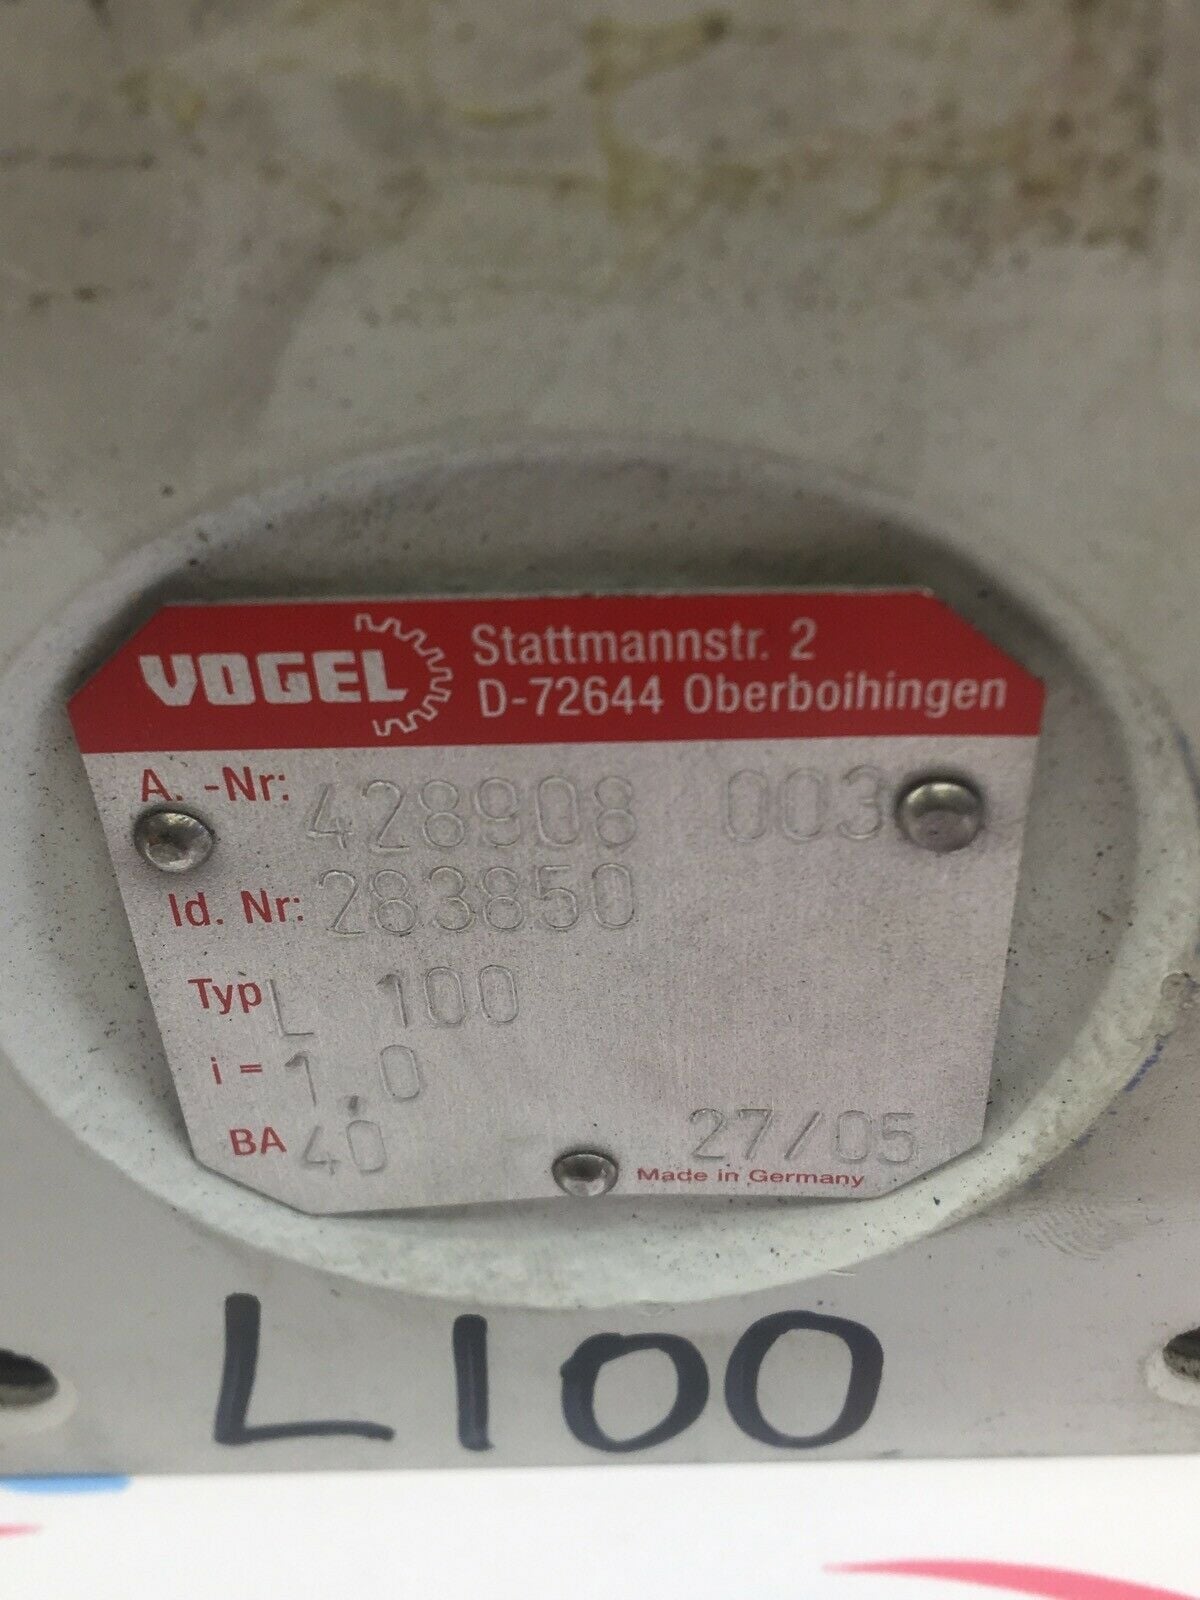 VOGEL
Stattmannstr. 2
D-72644 Oberboihingen
A. -Nr: 428908 003
Id. Nr: 283850
Typ L 100
i = 1,0
BA 40 27/05
Made in Germany
L100